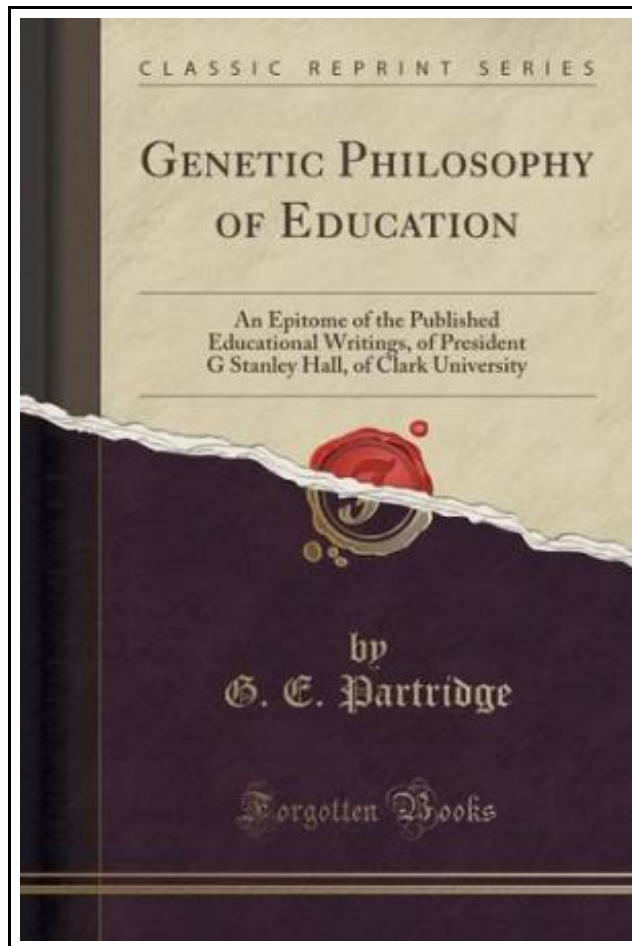 CLASSIC REPRINT SERIES
GENETIC PHILOSOPHY
OF EDUCATION
An Epitome of the Published
Educational Writings, of President
G Stanley Hall, of Clark University
by
G. E. Partridge
Forgotten Books